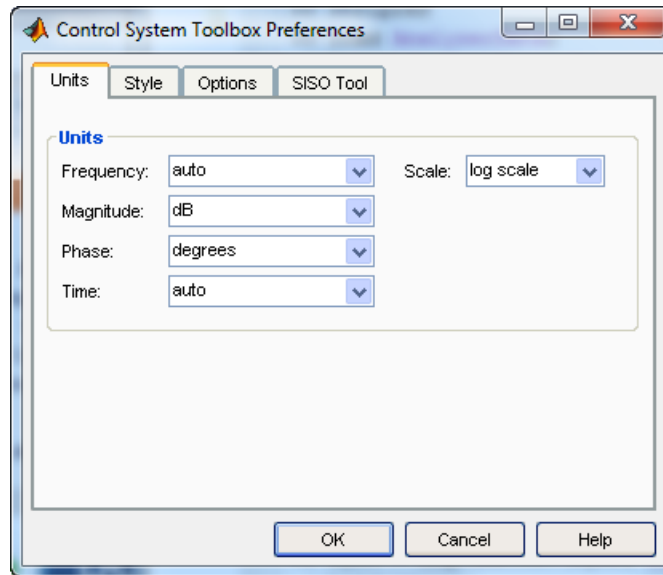 Control System Toolbox Preferences
Units Style Options SISO Tool
Units
Frequency: auto Scale: log scale
Magnitude: dB
Phase: degrees
Time: auto
OK Cancel Help